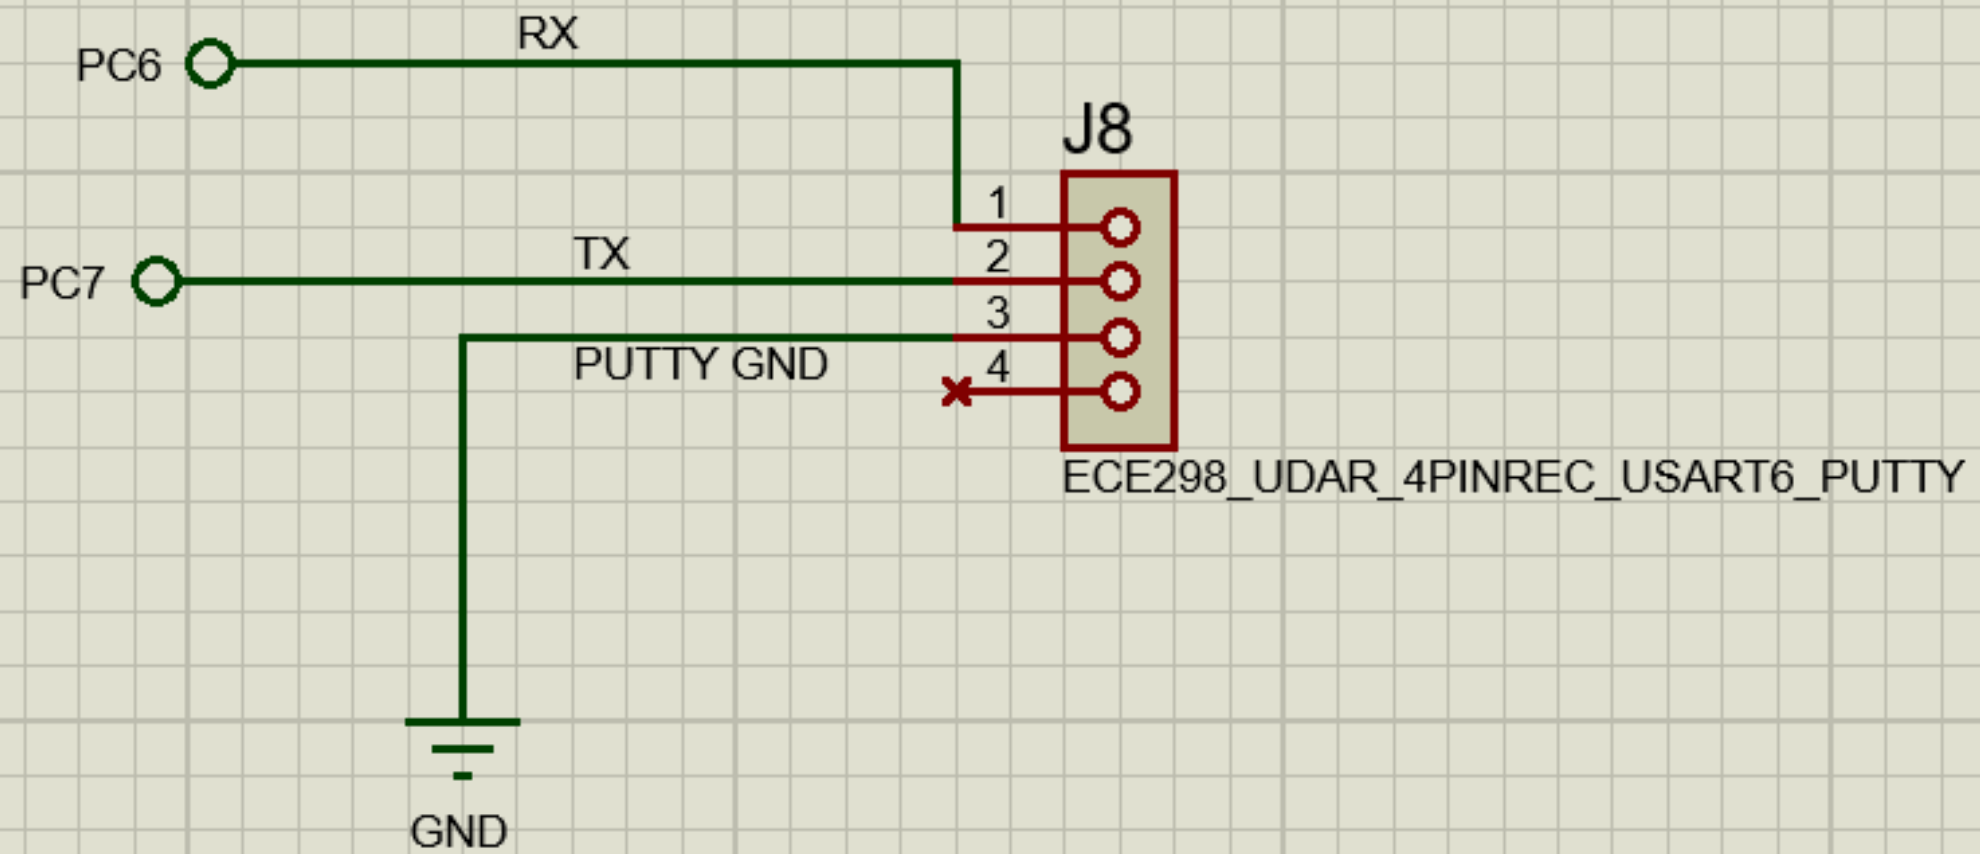 RX
PC6
J8
1
TX
2
PC7
3
PUTTY GND
4
ECE298_UDAR_4PINREC_USART6_PUTTY
GND